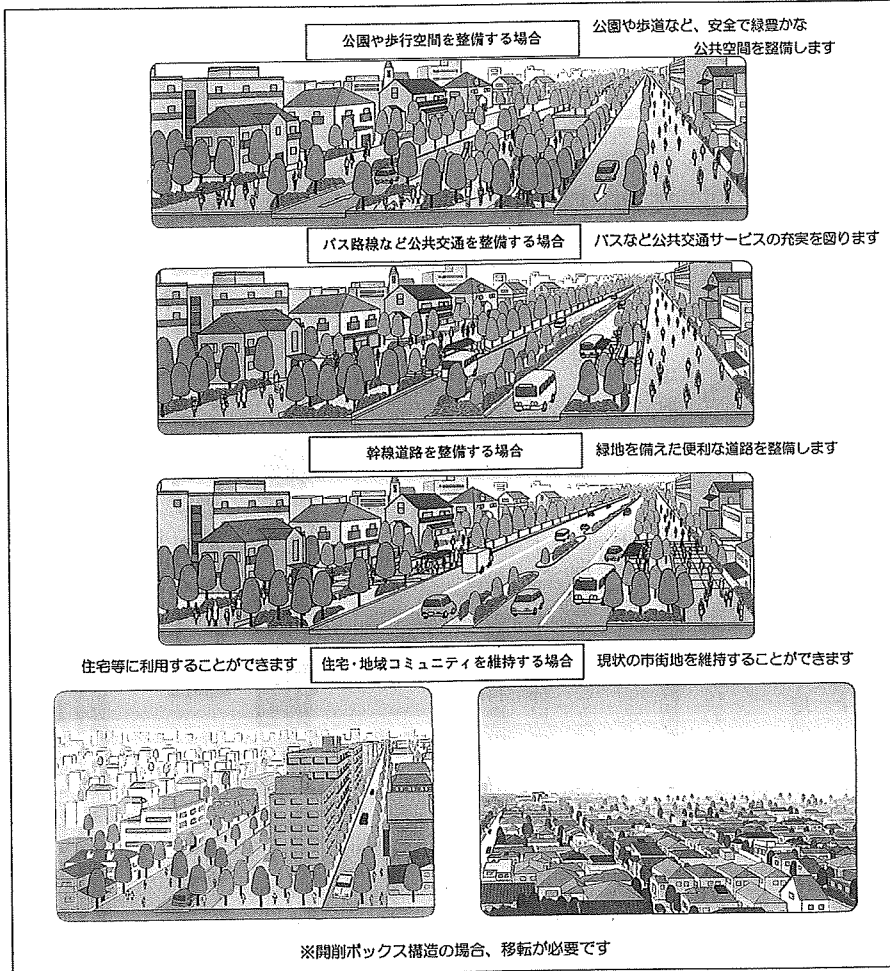 公園や歩行空間を整備する場合
公園や歩道など、安全で緑豊かな
公共空間を整備します
バス路線など公共交通を整備する場合
バスなど公共交通サービスの充実を図ります
幹線道路を整備する場合
緑地を備えた便利な道路を整備します
住宅等に利用することができます
住宅・地域コミュニティを維持する場合
現状の市街地を維持することができます
※開削ボックス構造の場合、移転が必要です